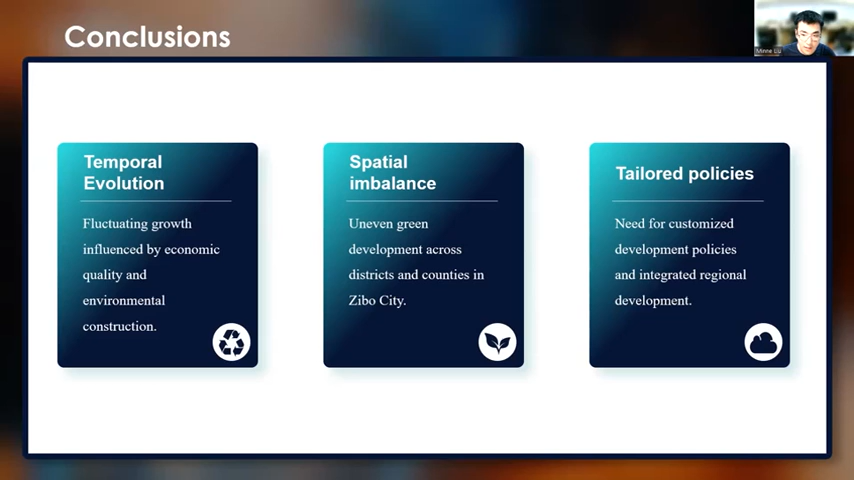 Conclusions
Temporal
Evolution
Fluctuating growth
influenced by economic
quality and
environmental
construction.
Spatial
imbalance
Uneven green
development across
districts and counties in
Zibo City.
Tailored policies
Need for customized
development policies
and integrated regional
development.